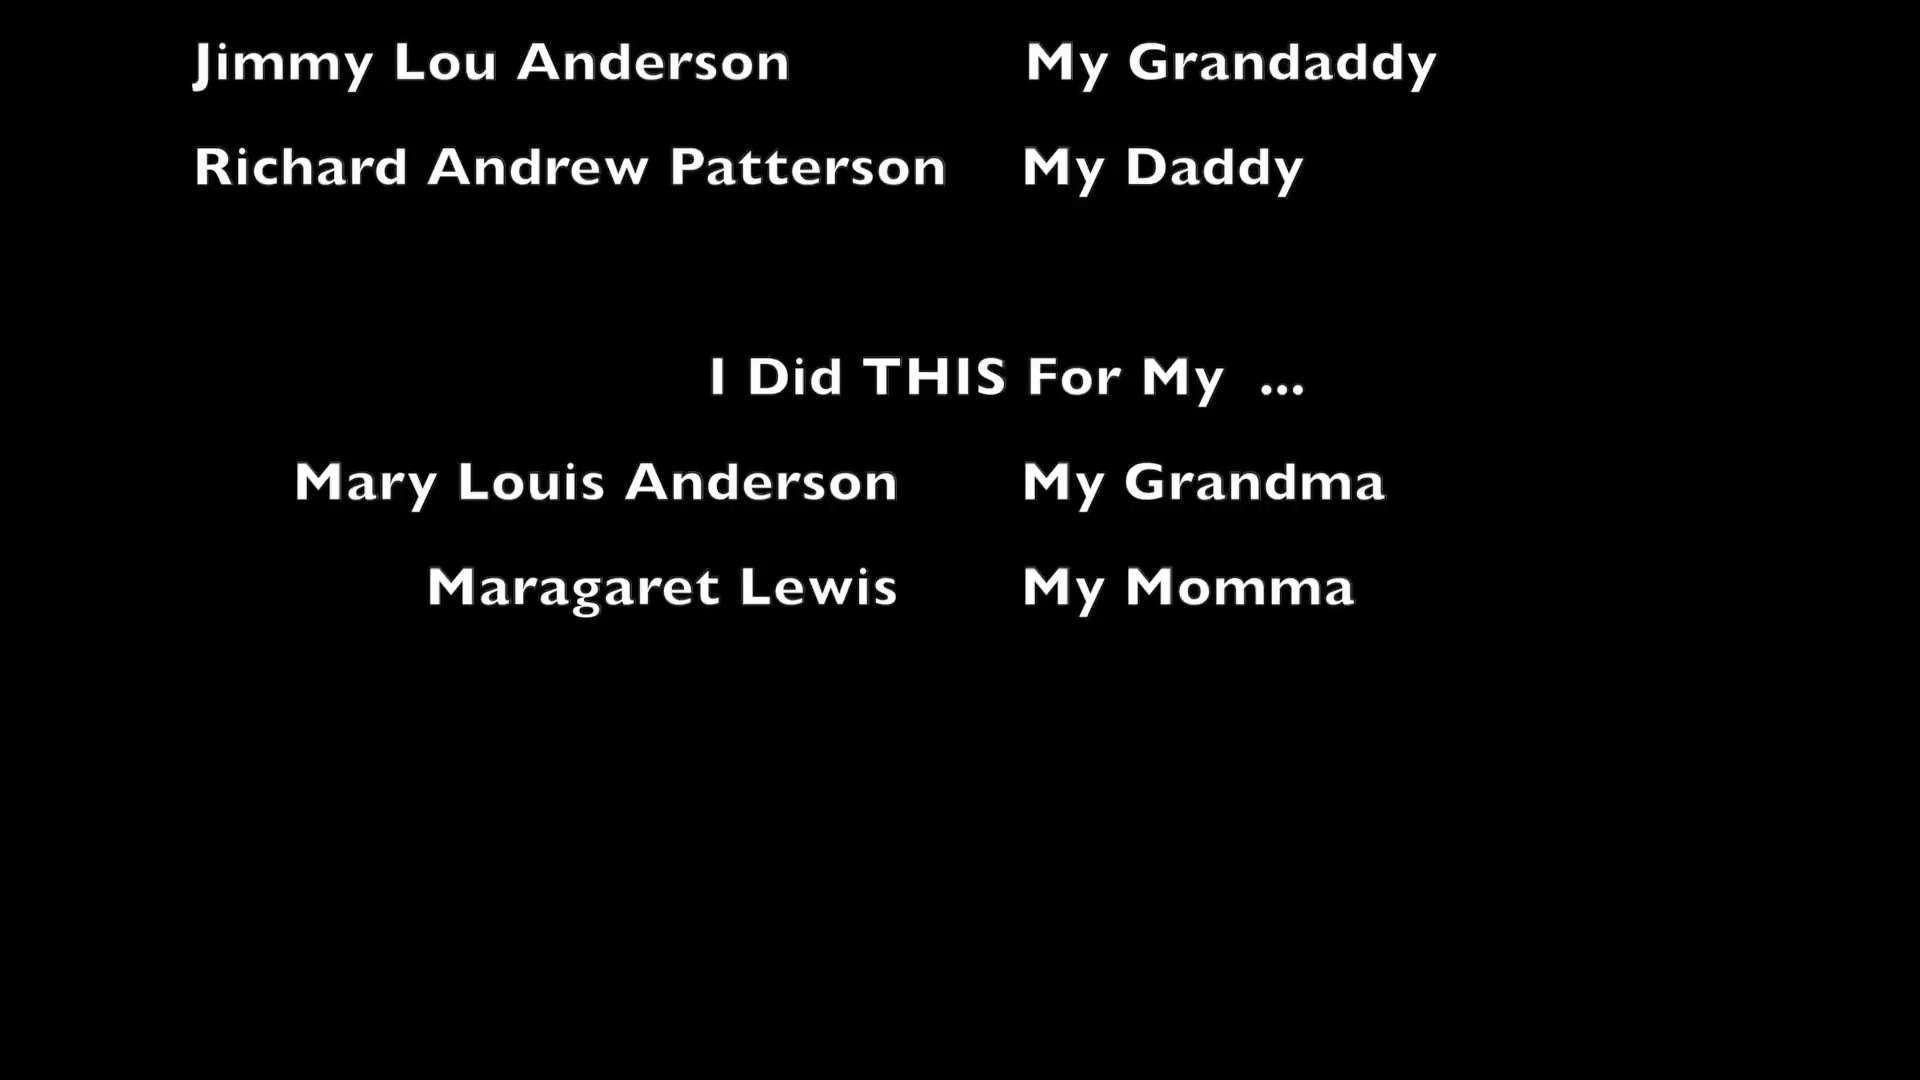 Jimmy Lou Anderson My Grandaddy
Richard Andrew Patterson My Daddy
I Did THIS For My ...
Mary Louis Anderson My Grandma
Maragaret Lewis My Momma